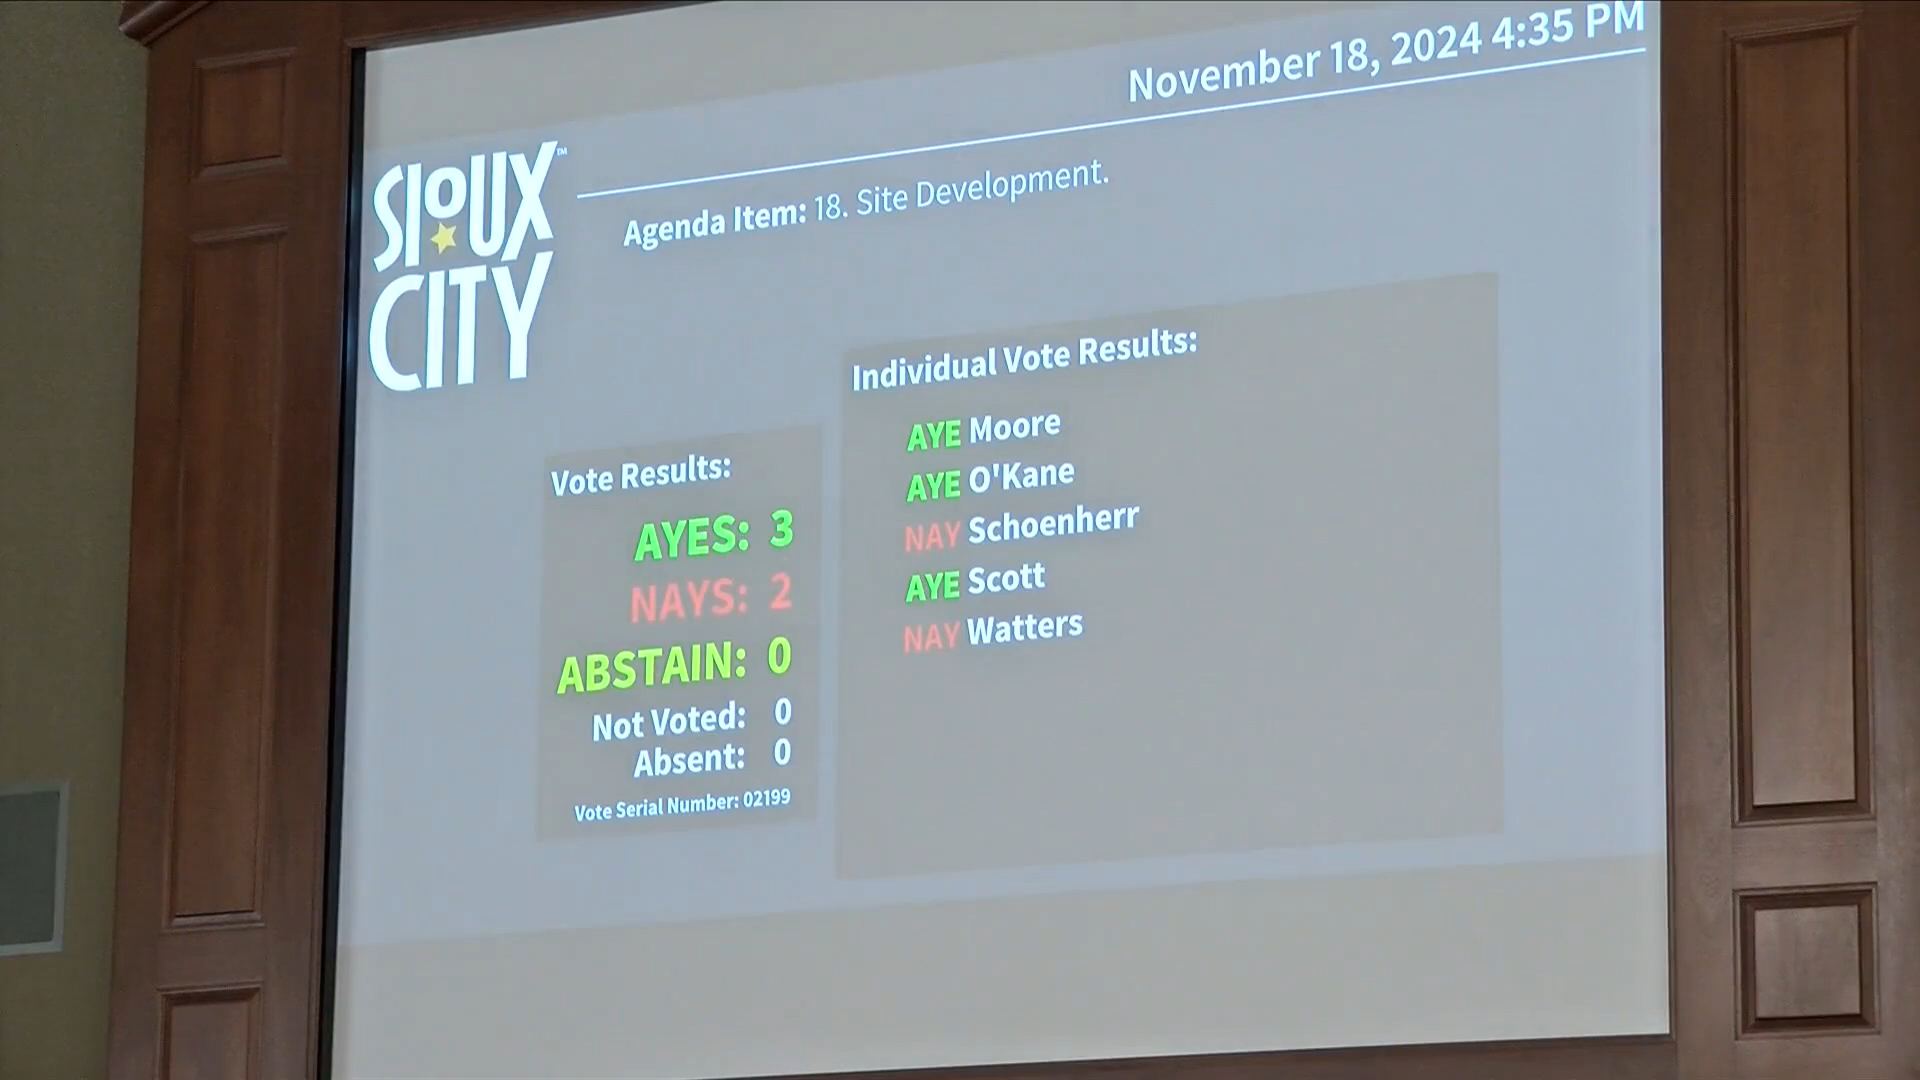 November 18, 2024 4:35 PM
SIOUX™
CITY
Agenda Item: 18. Site Development.
Individual Vote Results:
AYE Moore
AYE O'Kane
NAY Schoenherr
AYE Scott
NAY Watters
Vote Results:
AYES: 3
NAYS: 2
ABSTAIN: 0
Not Voted: 0
Absent: 0
Vote Serial Number: 02199